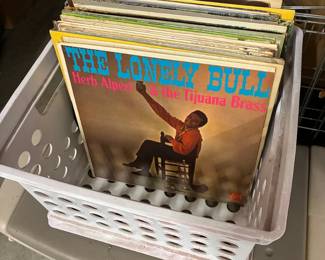 THE LONELY BULL
Herb Alpert & the Tijuana Brass